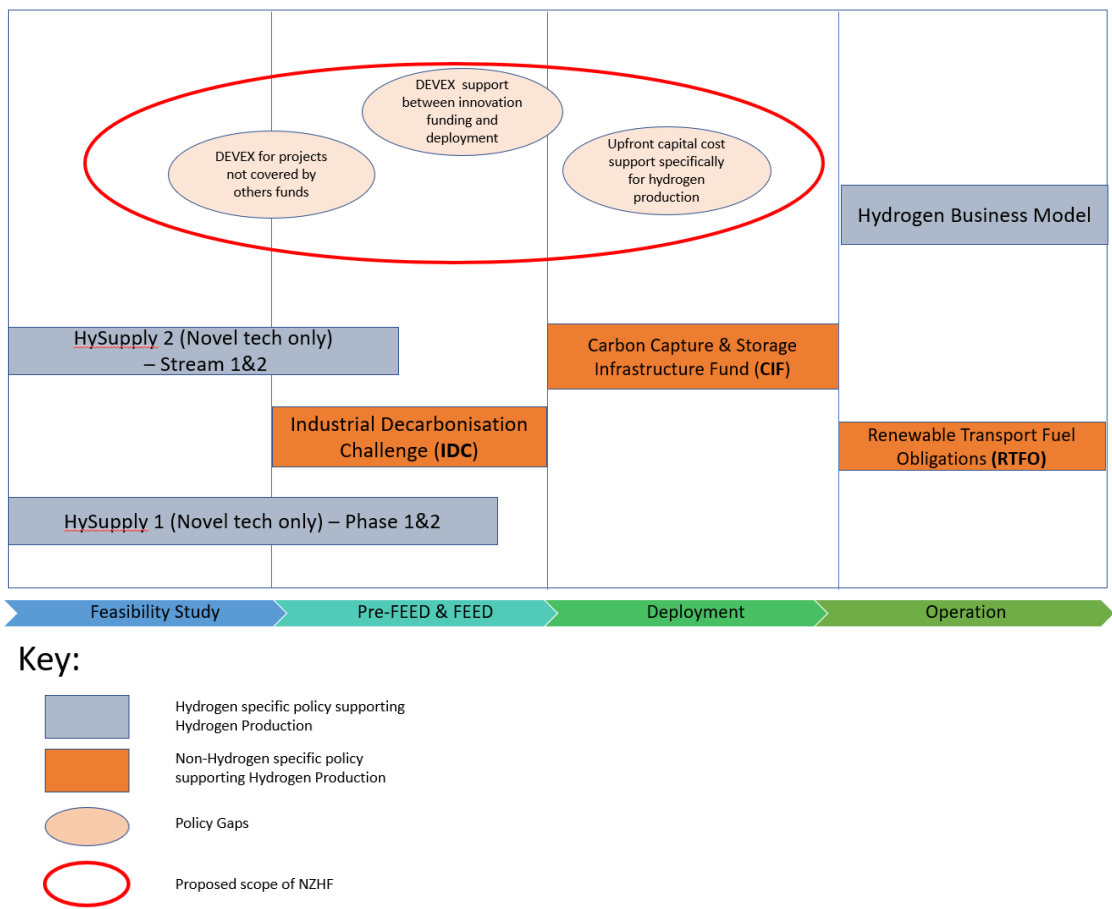 DEVEX support
between innovation
funding and
deployment
DEVEX for projects
not covered by
others funds
Upfront capital cost
support specifically
for hydrogen
production
Hydrogen Business Model
HySupply 2 (Novel tech only)
– Stream 1&2
Carbon Capture & Storage
Infrastructure Fund (CIF)
Industrial Decarbonisation
Challenge (IDC)
Renewable Transport Fuel
Obligations (RTFO)
HySupply 1 (Novel tech only) – Phase 1&2
Feasibility Study
Pre-FEED & FEED
Deployment
Operation
Key:
Hydrogen specific policy supporting
Hydrogen Production
Non-Hydrogen specific policy
supporting Hydrogen Production
Policy Gaps
Proposed scope of NZHF